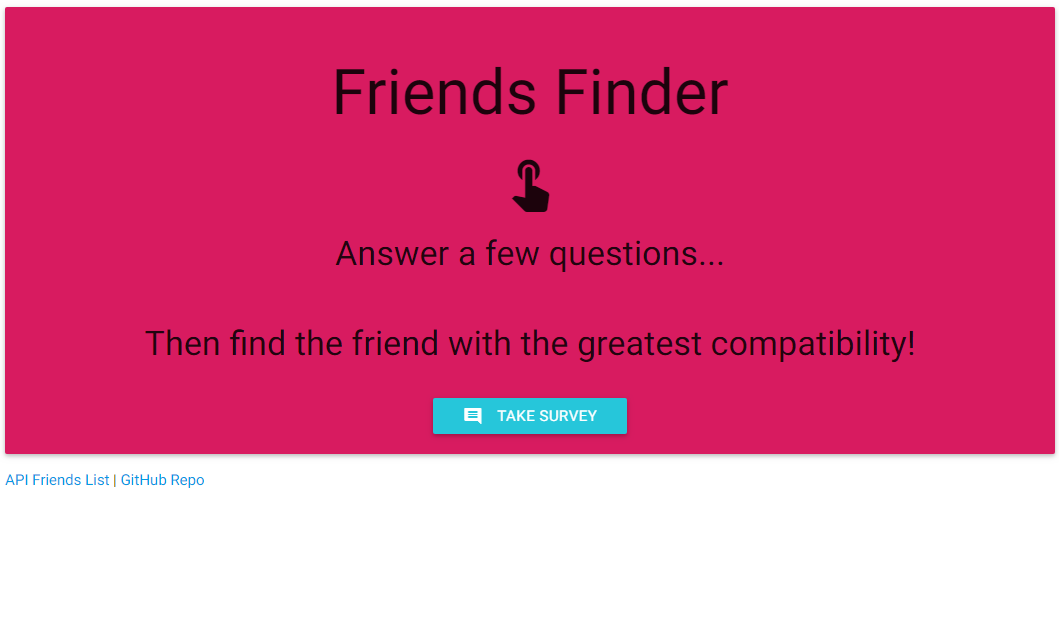 Friends Finder
Answer a few questions...
Then find the friend with the greatest compatibility!
TAKE SURVEY
API Friends List | GitHub Repo